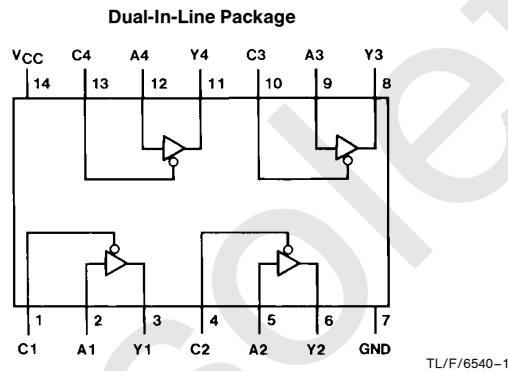 Dual-In-Line Package
VCC C4 A4 Y4 C3 A3 Y3
14 13 12 11 10 9 8
1 2 3 4 5 6 7
C1 A1 Y1 C2 A2 Y2 GND
TL/F/6540–1